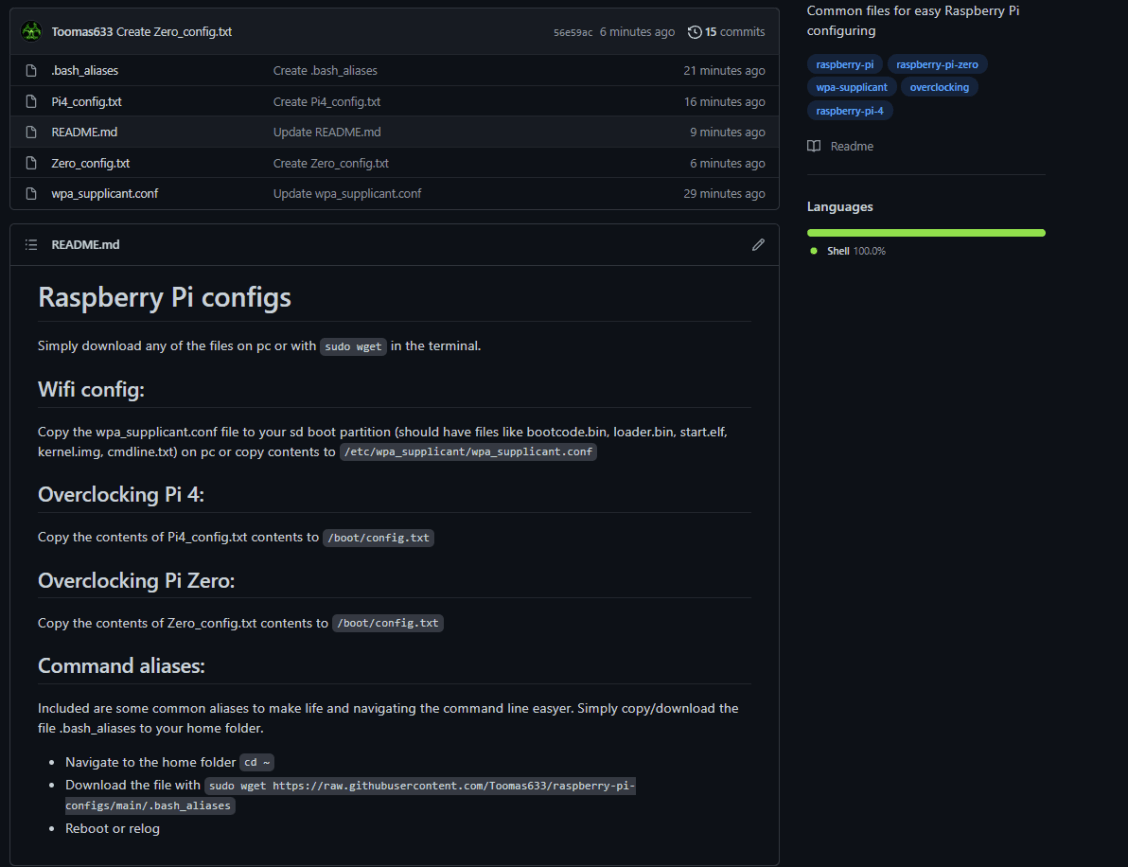 Toomas633 Create Zero_config.txt 56e59ac 6 minutes ago 15 commits
.bash_aliases Create .bash_aliases 21 minutes ago
Pi4_config.txt Create Pi4_config.txt 16 minutes ago
README.md Update README.md 9 minutes ago
Zero_config.txt Create Zero_config.txt 6 minutes ago
wpa_supplicant.conf Update wpa_supplicant.conf 29 minutes ago
README.md
Raspberry Pi configs
Simply download any of the files on pc or with sudo wget in the terminal.
Wifi config:
Copy the wpa_supplicant.conf file to your sd boot partition (should have files like bootcode.bin, loader.bin, start.elf,
kernel.img, cmdline.txt) on pc or copy contents to /etc/wpa_supplicant/wpa_supplicant.conf
Overclocking Pi 4:
Copy the contents of Pi4_config.txt contents to /boot/config.txt
Overclocking Pi Zero:
Copy the contents of Zero_config.txt contents to /boot/config.txt
Command aliases:
Included are some common aliases to make life and navigating the command line easyer. Simply copy/download the
file .bash_aliases to your home folder.
Navigate to the home folder cd ~
Download the file with sudo wget https://raw.githubusercontent.com/Toomas633/raspberry-pi-
configs/main/.bash_aliases
Reboot or relog
Common files for easy Raspberry Pi
configuring
raspberry-pi raspberry-pi-zero
wpa-supplicant overclocking
raspberry-pi-4
Readme
Languages
Shell 100.0%